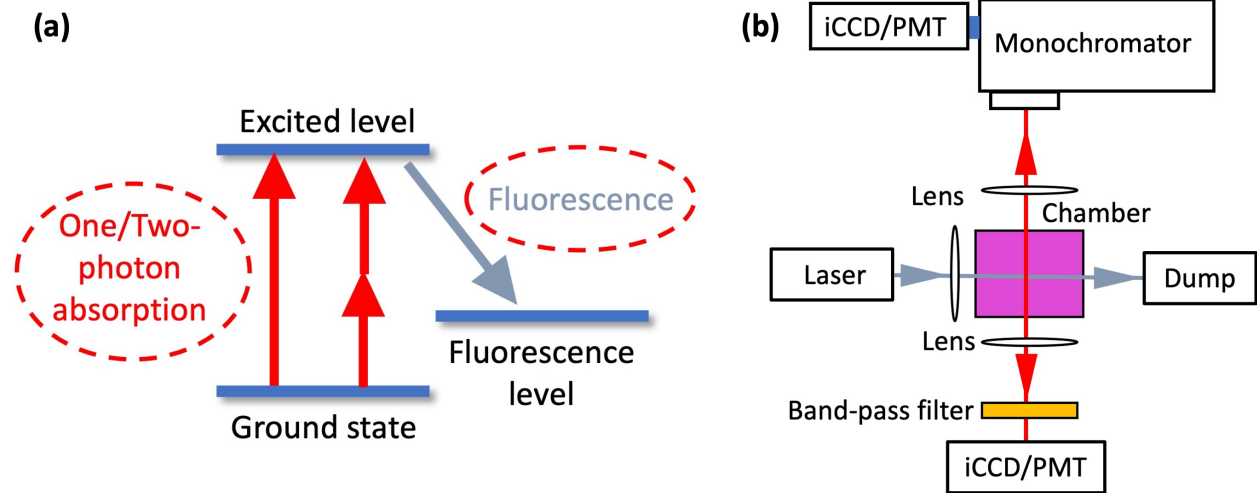 (a)
Excited level
One/Two-
photon
absorption
Fluorescence
Fluorescence
level
Ground state
(b)
iCCD/PMT
Monochromator
Lens
Chamber
Laser
Dump
Lens
Band-pass filter
iCCD/PMT